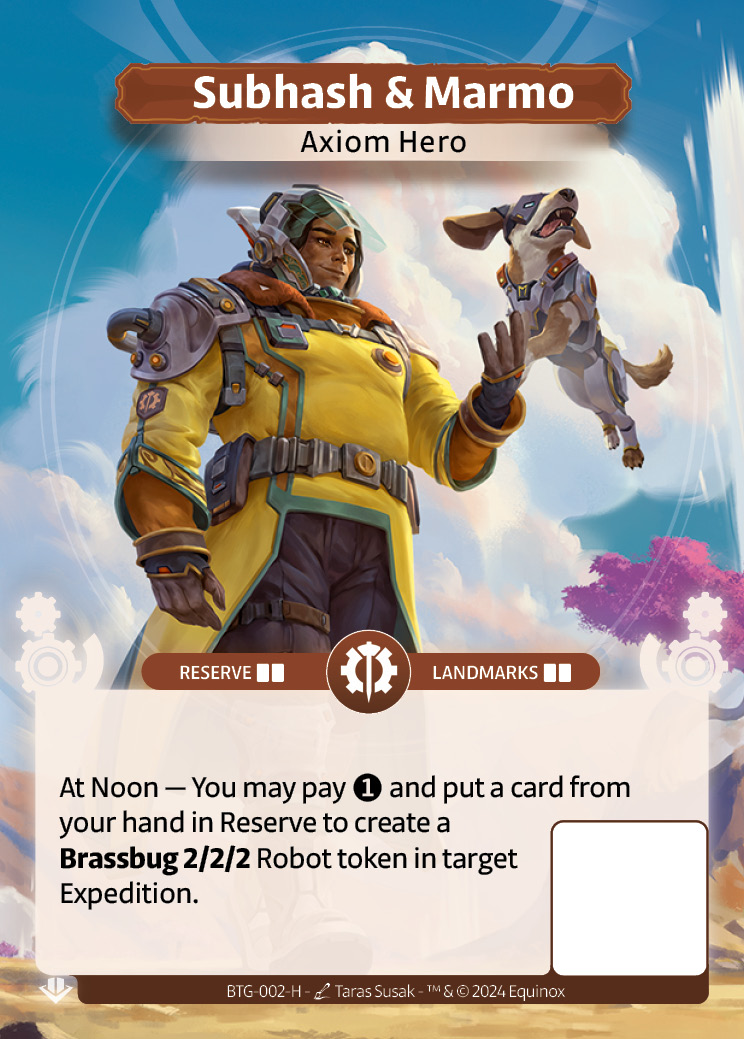 Subhash & Marmo
Axiom Hero
RESERVE
LANDMARKS
At Noon — You may pay 1 and put a card from
your hand in Reserve to create a
Brassbug 2/2/2 Robot token in target
Expedition.
BTG-002-H - Taras Susak - ™ & © 2024 Equinox